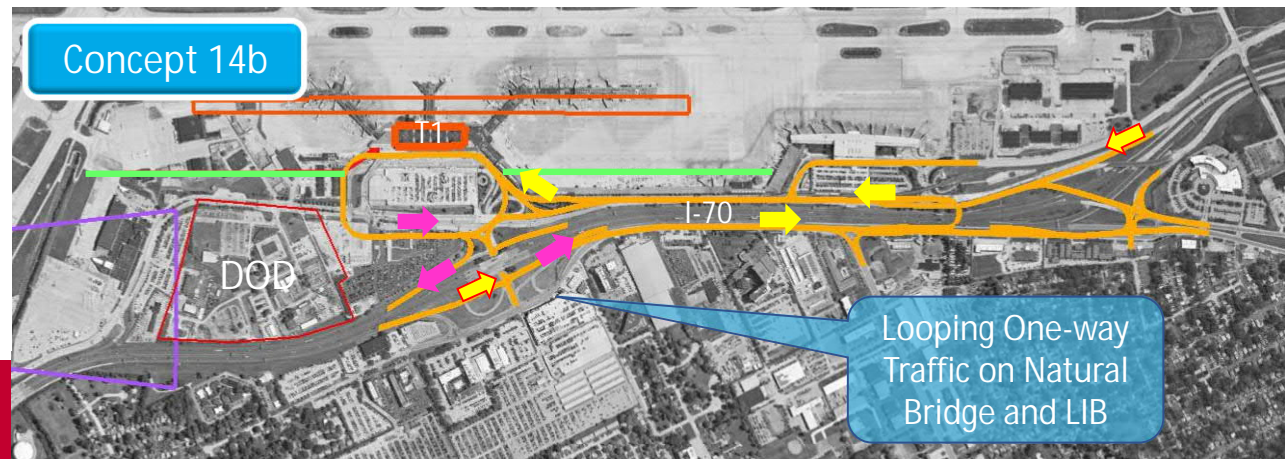 Concept 14b
T1
I-70
DOD
Looping One-way
Traffic on Natural
Bridge and LIB